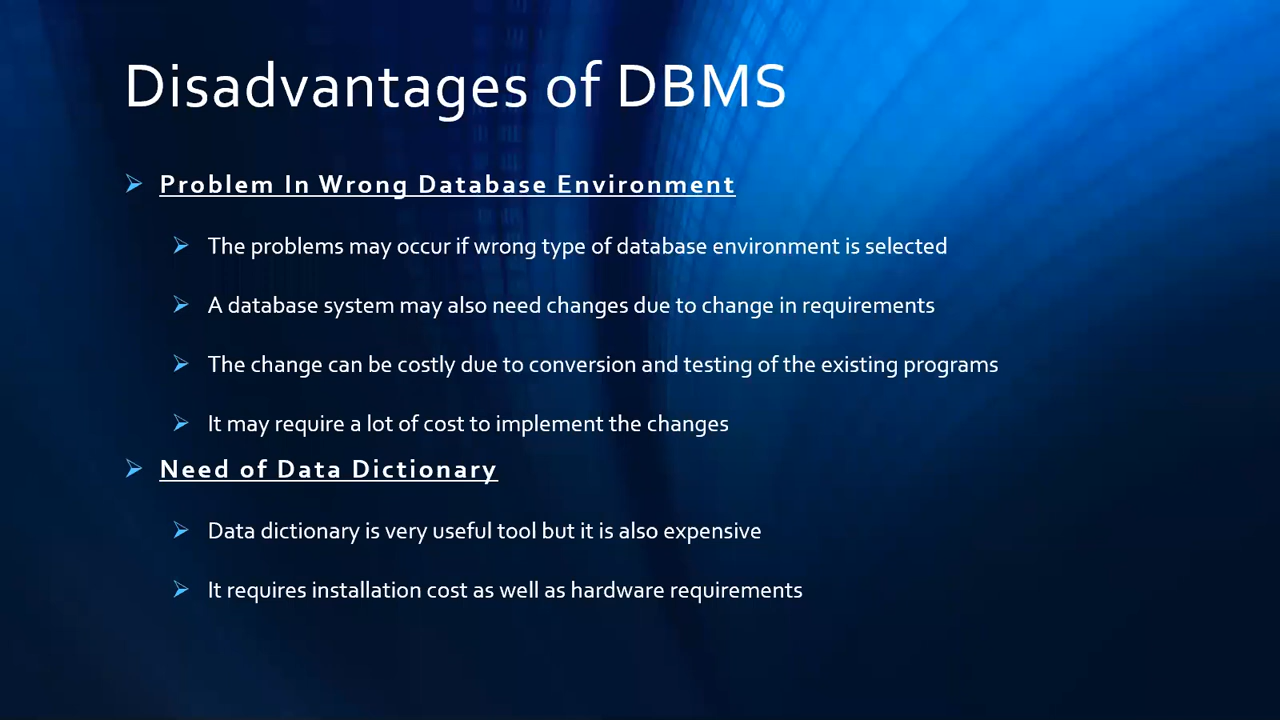 Disadvantages of DBMS
Problem In Wrong Database Environment
The problems may occur if wrong type of database environment is selected
A database system may also need changes due to change in requirements
The change can be costly due to conversion and testing of the existing programs
It may require a lot of cost to implement the changes
Need of Data Dictionary
Data dictionary is very useful tool but it is also expensive
It requires installation cost as well as hardware requirements